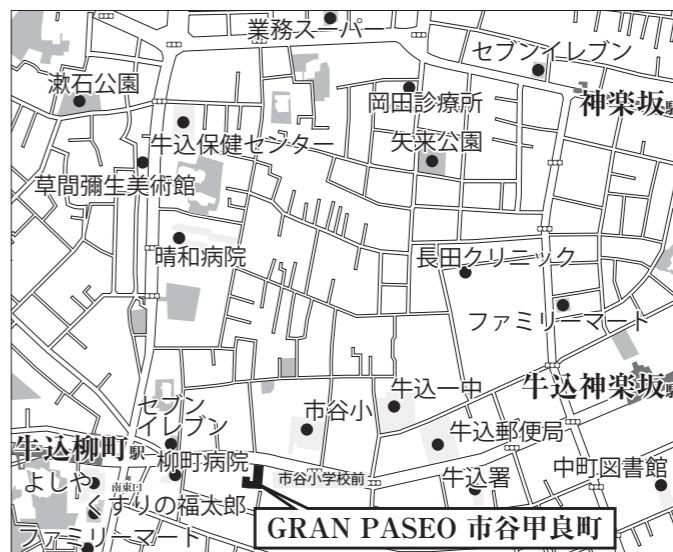 業務スーパー
セブンイレブン
漱石公園
岡田診療所
神楽坂駅
牛込保健センター
矢来公園
草間彌生美術館
晴和病院
長田クリニック
ファミリーマート
牛込神楽坂駅
セブン
イレブン
市谷小
牛込一中
牛込郵便局
牛込柳町駅
柳町病院
市谷小学校前
牛込署
中町図書館
よしや
南東口
くすりの福太郎
ファミリーマート
GRAN PASEO 市谷甲良町